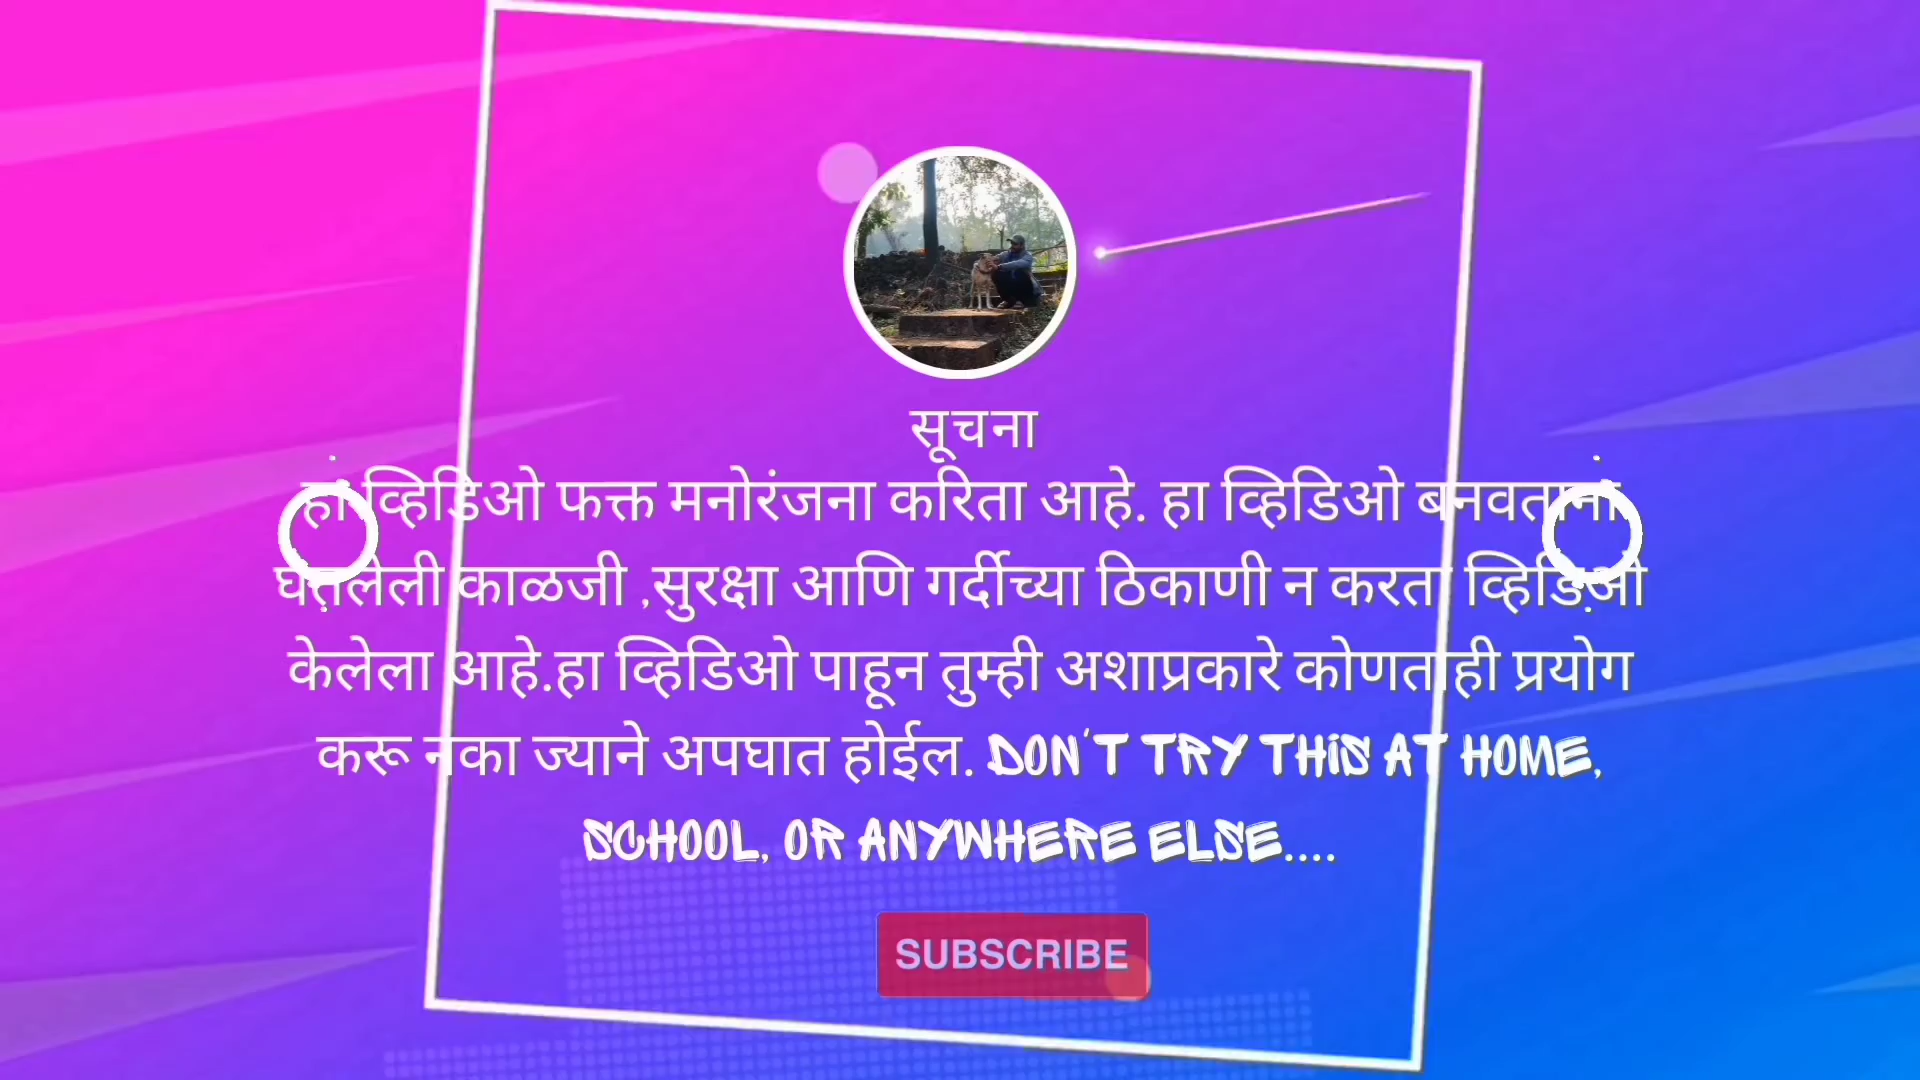 सूचना
हा व्हिडिओ फक्त मनोरंजना करिता आहे. हा व्हिडिओ बनवताना
घेतलेली काळजी ,सुरक्षा आणि गर्दीच्या ठिकाणी न करता व्हिडिओ
केलेला आहे.हा व्हिडिओ पाहून तुम्ही अशाप्रकारे कोणताही प्रयोग
करू नका ज्याने अपघात होईल. DON'T TRY THIS AT HOME,
SCHOOL, OR ANYWHERE ELSE....
SUBSCRIBE